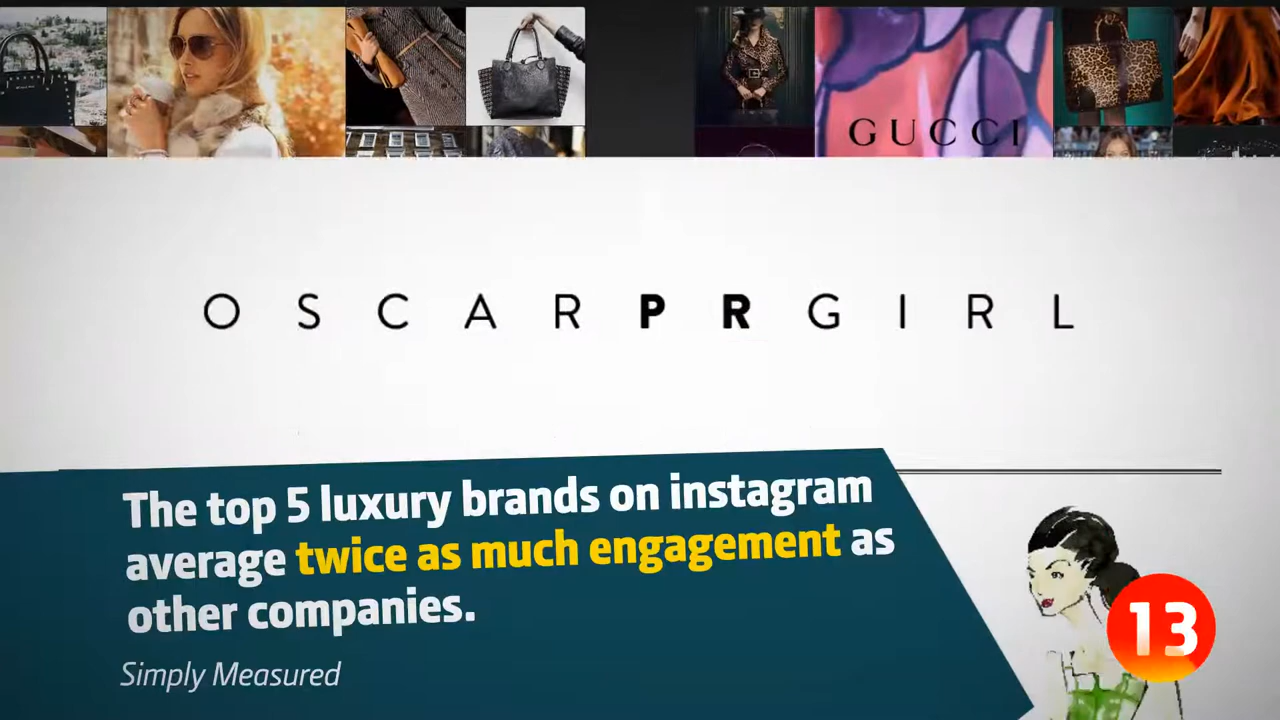 GUCCI
OSCARPRGIRL
The top 5 luxury brands on instagram
average twice as much engagement as
other companies.
Simply Measured
13